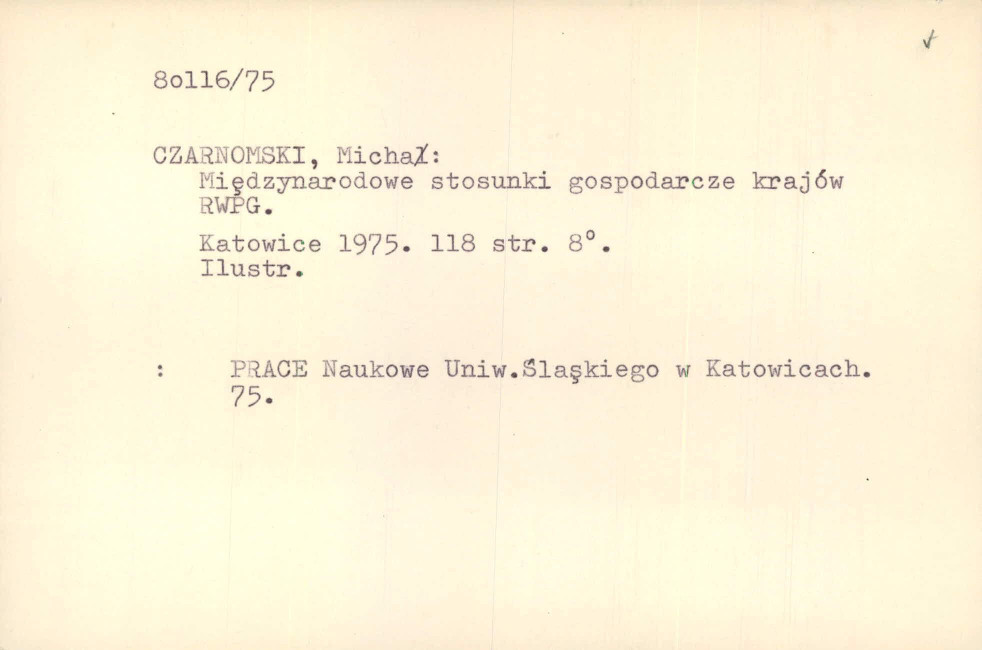 80116/75
CZARNOMSKI, Michał:
Międzynarodowe stosunki gospodarcze krajów
RWPG.
Katowice 1975. 118 str. 8°.
Ilustr.
: PRACE Naukowe Uniw.Śląskiego w Katowicach.
75.